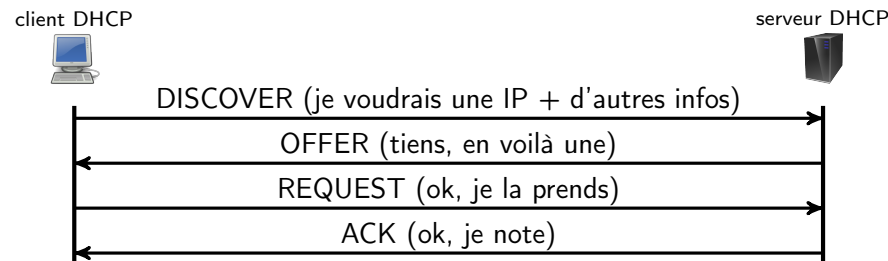 client DHCP
serveur DHCP
DISCOVER (je voudrais une IP + d'autres infos)
OFFER (tiens, en voilà une)
REQUEST (ok, je la prends)
ACK (ok, je note)